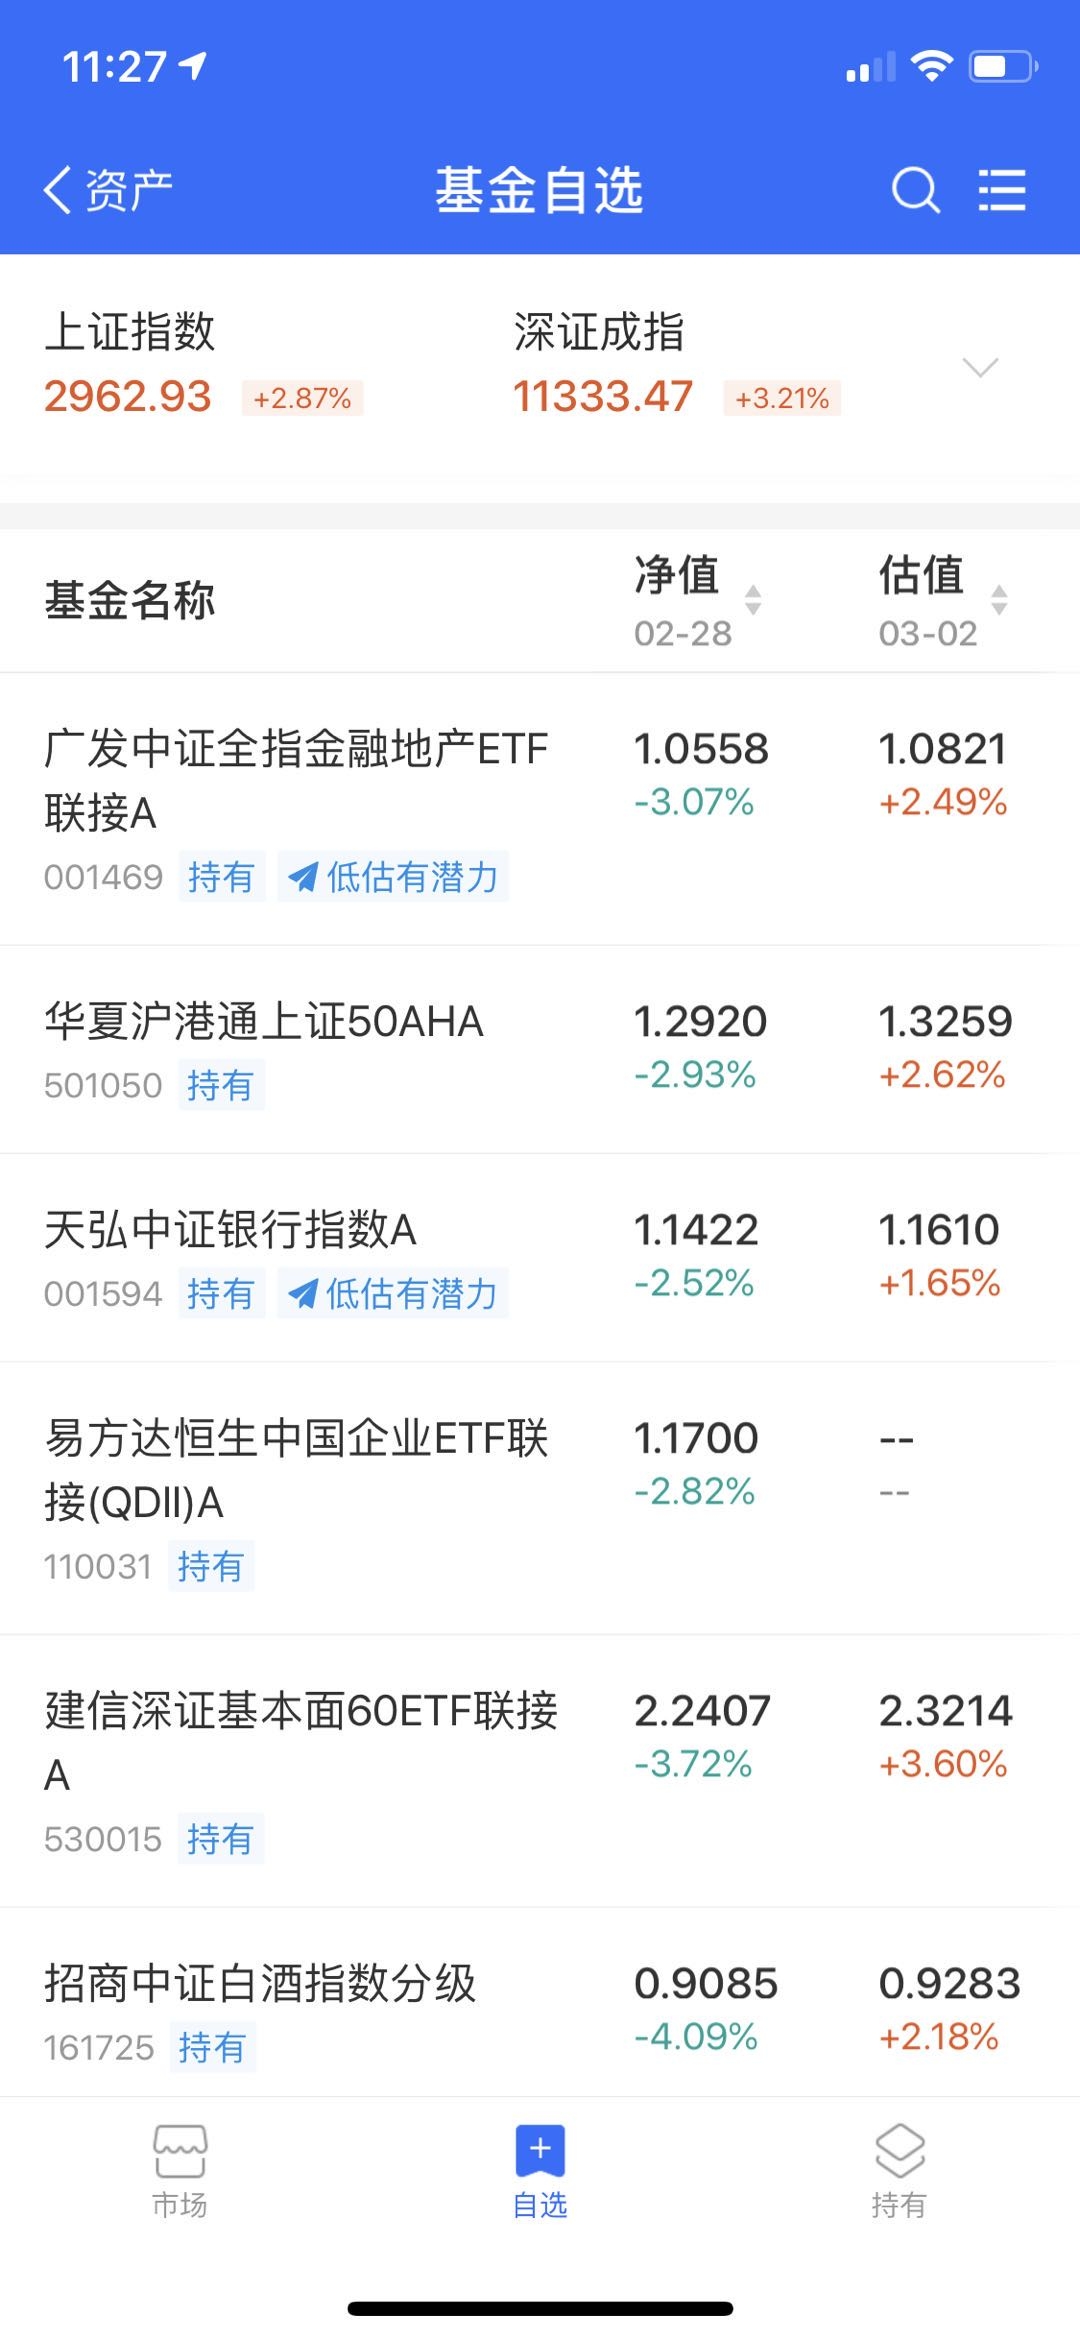 11:27
资产 基金自选
上证指数 深证成指
2962.93 +2.87% 11333.47 +3.21%
基金名称 净值 估值
02-28 03-02
广发中证全指金融地产ETF 1.0558 1.0821
联接A -3.07% +2.49%
001469 持有 低估有潜力
华夏沪港通上证50AHA 1.2920 1.3259
501050 持有 -2.93% +2.62%
天弘中证银行指数A 1.1422 1.1610
001594 持有 低估有潜力 -2.52% +1.65%
易方达恒生中国企业ETF联 1.1700 --
接(QDII)A -2.82% --
110031 持有
建信深证基本面60ETF联接 2.2407 2.3214
A -3.72% +3.60%
530015 持有
招商中证白酒指数分级 0.9085 0.9283
161725 持有 -4.09% +2.18%
市场 自选 持有